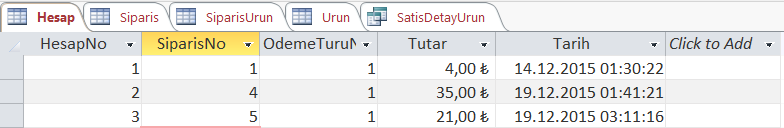 Hesap Siparis SiparisUrun Urun SatisDetayUrun
HesapNo SiparisNo OdemeTuruN Tutar Tarih Click to Add
1 1 1 4,00 ₺ 14.12.2015 01:30:22
2 4 1 35,00 ₺ 19.12.2015 01:41:21
3 5 1 21,00 ₺ 19.12.2015 03:11:16